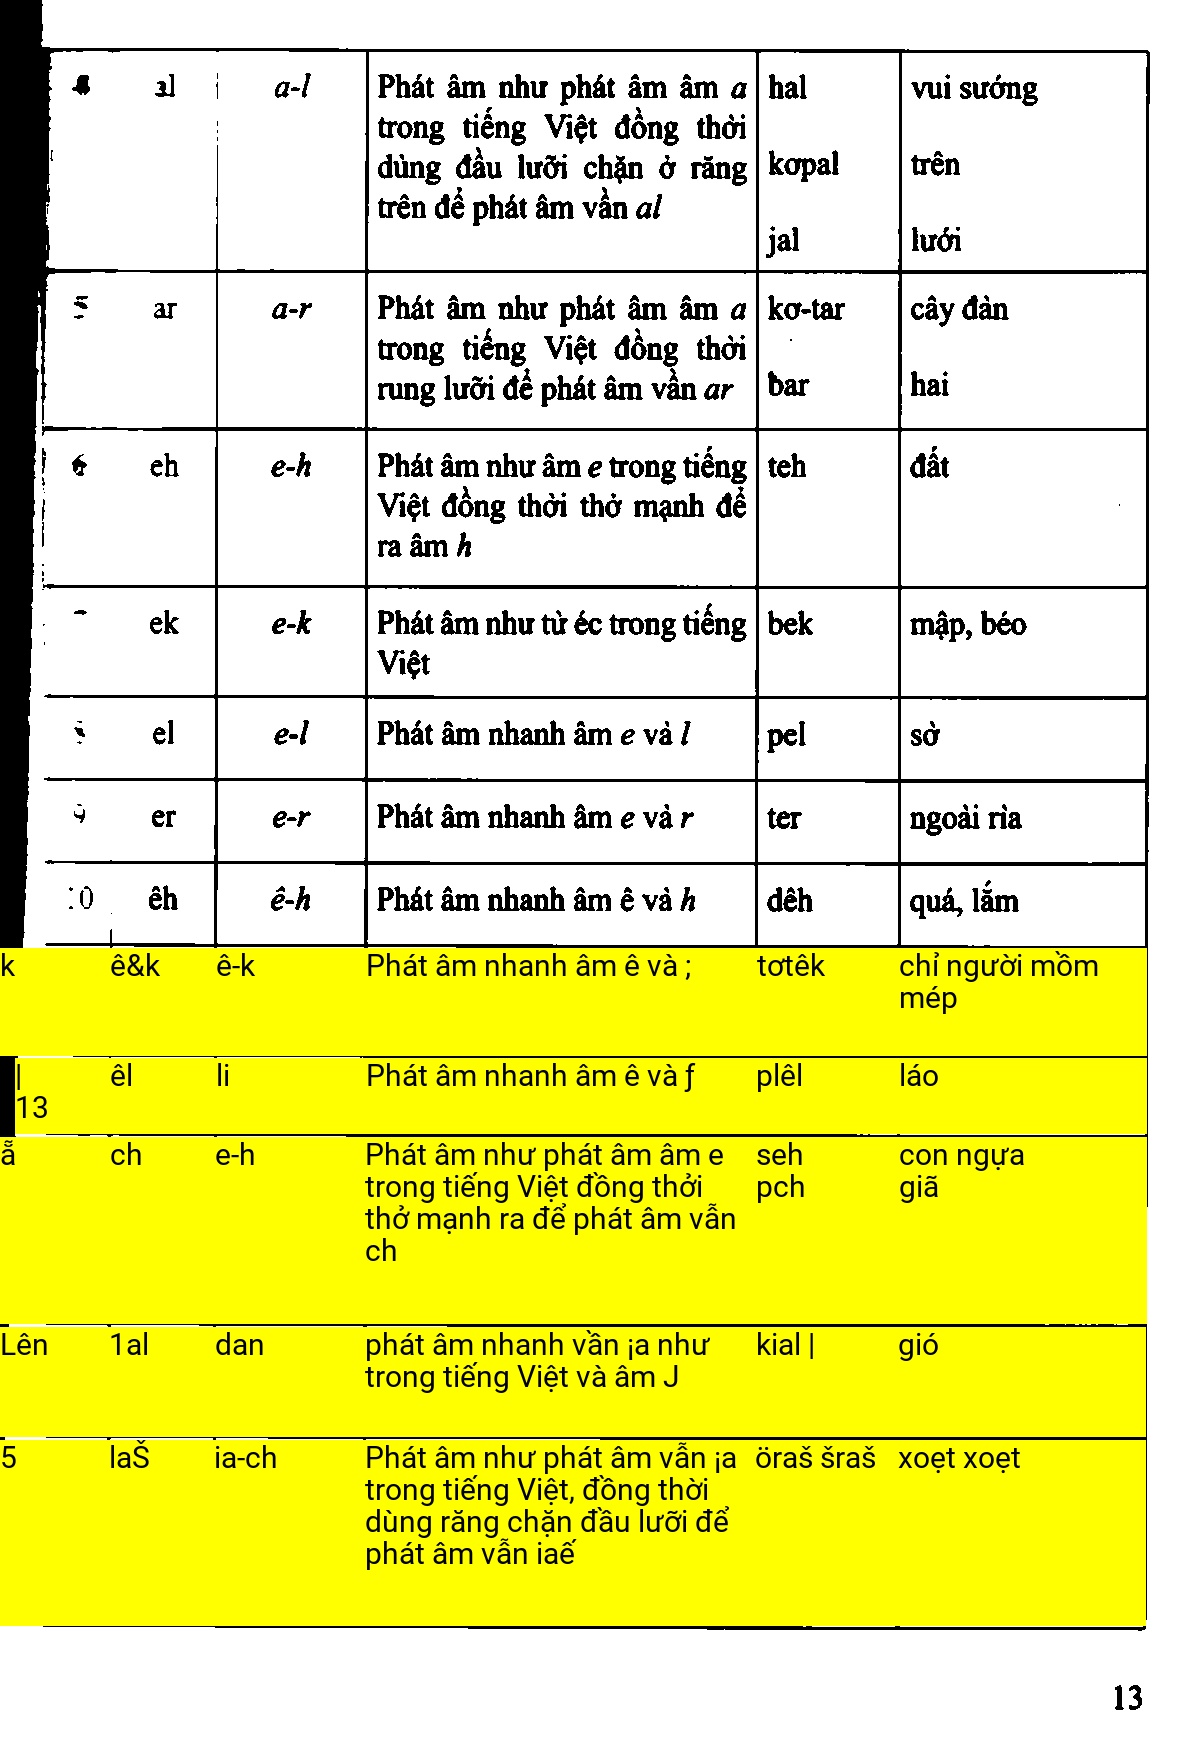 4 al a-l Phát âm như phát âm âm a hal vui sướng
trong tiếng Việt đồng thời
dùng đầu lưỡi chặn ở răng kơpal trên
trên để phát âm vần al
jal lưới
5 ar a-r Phát âm như phát âm âm a kơ-tar cây đàn
trong tiếng Việt đồng thời
rung lưỡi để phát âm vần ar bar hai
6 eh e-h Phát âm như âm e trong tiếng teh đất
Việt đồng thời thở mạnh để
ra âm h
ek e-k Phát âm như từ éc trong tiếng bek mập, béo
Việt
el e-l Phát âm nhanh âm e và l pel sờ
9 er e-r Phát âm nhanh âm e và r ter ngoài rìa
10 êh ê-h Phát âm nhanh âm ê và h dêh quá, lắm
k ê&k ê-k Phát âm nhanh âm ê và ; tơtêk chỉ người mồm
mép
| êl li Phát âm nhanh âm ê và ƒ plêl láo
13
ẵ ch e-h Phát âm như phát âm âm e seh con ngựa
trong tiếng Việt đồng thởi pch giã
thở mạnh ra để phát âm vẫn
ch
Lên 1al dan phát âm nhanh vần ¡a như kial | gió
trong tiếng Việt và âm J
5 laŠ ia-ch Phát âm như phát âm vẫn ¡a öraš šraš xoẹt xoẹt
trong tiếng Việt, đồng thời
dùng răng chặn đầu lưỡi để
phát âm vẫn iaế
13